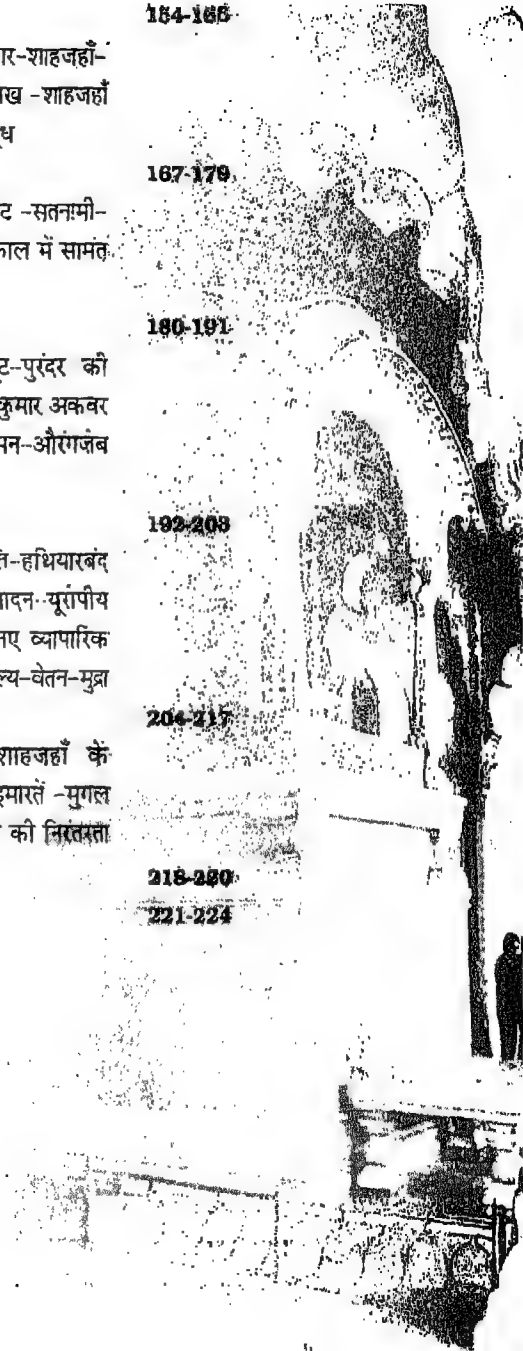 154-166
ार-शाहजहाँ-
ाख -शाहजहाँ
ध
167-179
ट -सतनामी-
काल में सामंत
180-191
ट-पुरंदर की
कुमार अकबर
मन-औरंगजेब
192-203
ते-हथियारबंद
ादन-यूरोपीय
नए व्यापारिक
ल्य-वेतन-मुद्रा
204-217
शाहजहाँ के
इमारतें -मुगल
की निरंतरता
218-220
221-224